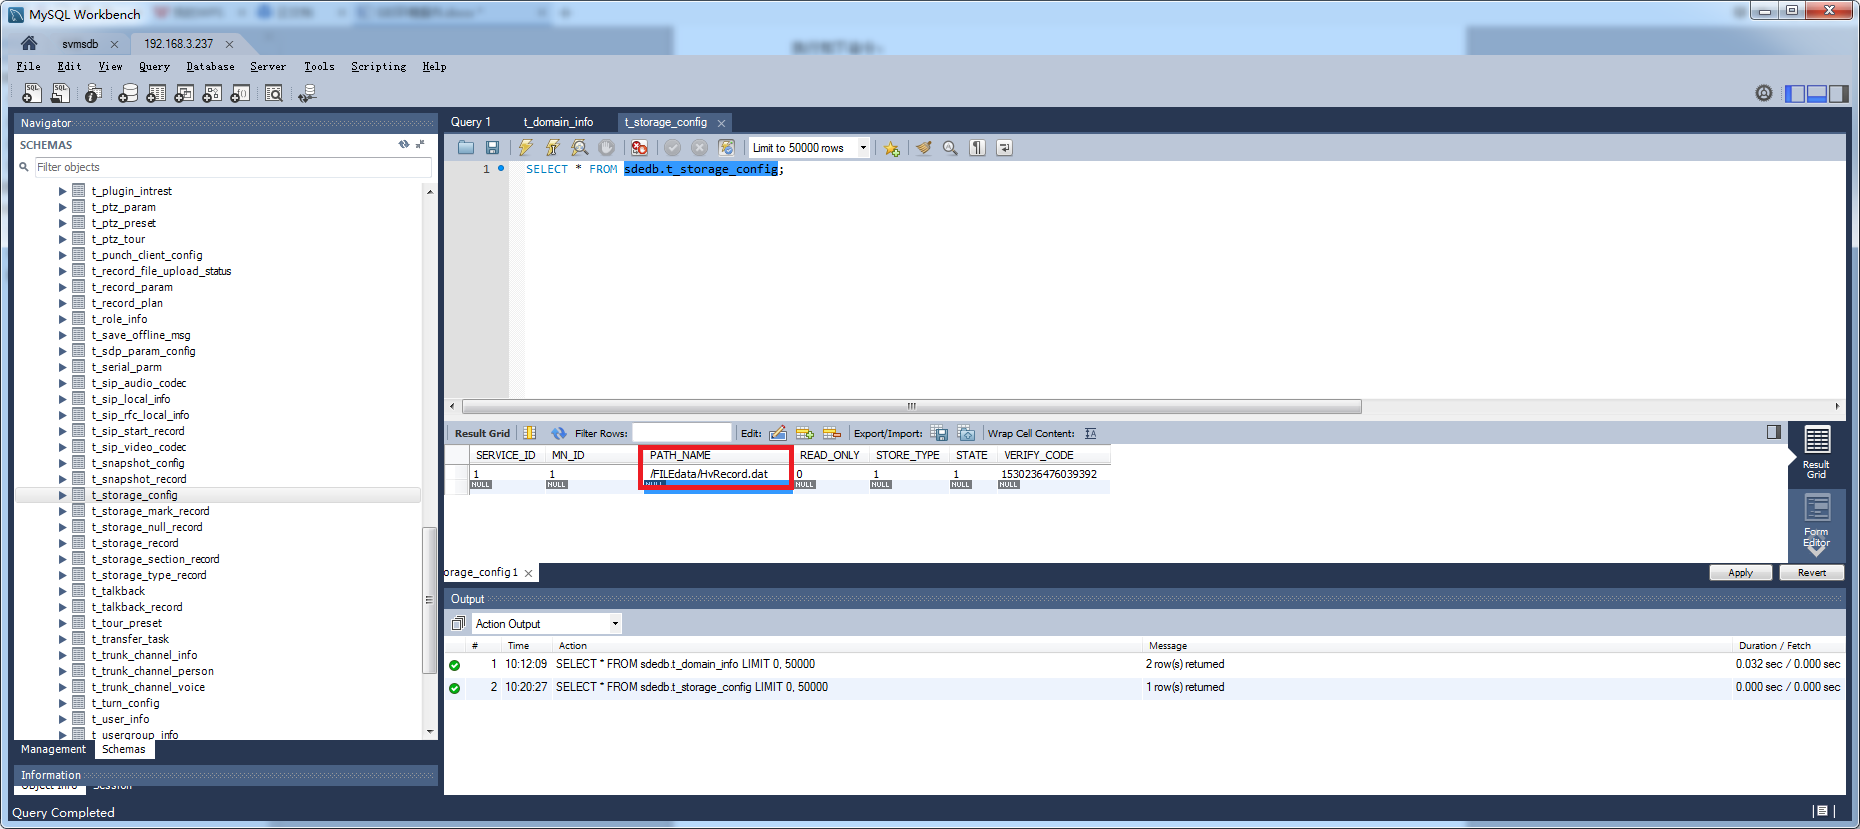 MySQL Workbench
svmsdb
192.168.3.237
File Edit View Query Database Server Tools Scripting Help
Navigator
SCHEMAS
Filter objects
t_plugin_intrest
t_ptz_param
t_ptz_preset
t_ptz_tour
t_punch_client_config
t_record_file_upload_status
t_record_param
t_record_plan
t_role_info
t_save_offline_msg
t_sdp_param_config
t_serial_parm
t_sip_audio_codec
t_sip_local_info
t_sip_rfc_local_info
t_sip_start_record
t_sip_video_codec
t_snapshot_config
t_snapshot_record
t_storage_config
t_storage_mark_record
t_storage_null_record
t_storage_record
t_storage_section_record
t_storage_type_record
t_talkback
t_talkback_record
t_tour_preset
t_transfer_task
t_trunk_channel_info
t_trunk_channel_person
t_trunk_channel_voice
t_turn_config
t_user_info
t_usergroup_info
Management Schemas
Information
Object Info Session
Query Completed
Query 1 t_domain_info t_storage_config
Limit to 50000 rows
1 SELECT * FROM sdedb.t_storage_config;
Result Grid Filter Rows: Edit: Export/Import: Wrap Cell Content:
SERVICE_ID MN_ID PATH_NAME READ_ONLY STORE_TYPE STATE VERIFY_CODE
1 1 /FILEdata/HvRecord.dat 0 1 1 1530236476039392
NULL NULL NULL NULL NULL NULL NULL
Result Grid
Form Editor
orage_config1
Apply Revert
Output
Action Output
# Time Action Message Duration / Fetch
1 10:12:09 SELECT * FROM sdedb.t_domain_info LIMIT 0, 50000 2 row(s) returned 0.032 sec / 0.000 sec
2 10:20:27 SELECT * FROM sdedb.t_storage_config LIMIT 0, 50000 1 row(s) returned 0.000 sec / 0.000 sec